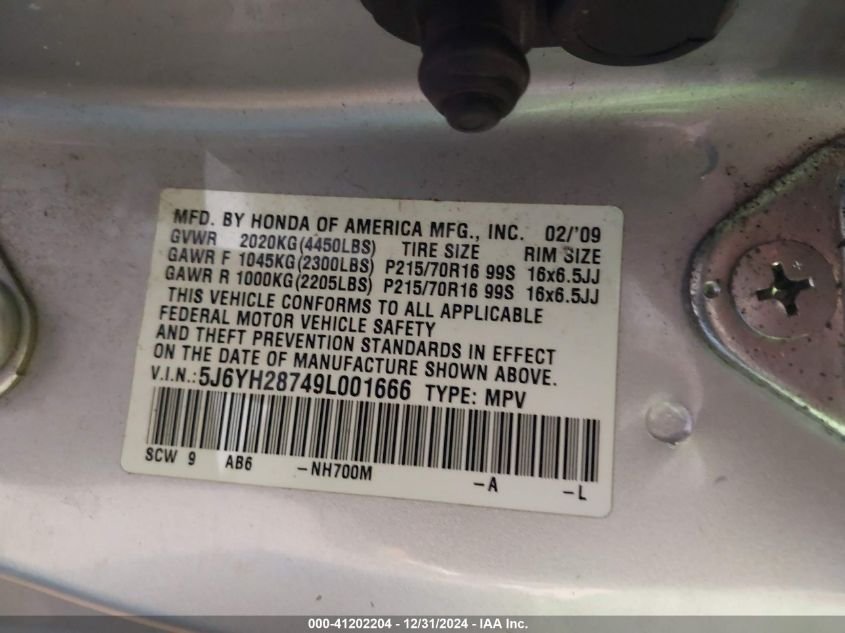 MFD. BY HONDA OF AMERICA MFG., INC. 02/'09
GVWR 2020KG(4450LBS) TIRE SIZE RIM SIZE
GAWR F 1045KG(2300LBS) P215/70R16 99S 16x6.5JJ
GAWR R 1000KG(2205LBS) P215/70R16 99S 16x6.5JJ
THIS VEHICLE CONFORMS TO ALL APPLICABLE
FEDERAL MOTOR VEHICLE SAFETY
AND THEFT PREVENTION STANDARDS IN EFFECT
ON THE DATE OF MANUFACTURE SHOWN ABOVE.
V.I.N.:5J6YH28749L001666 TYPE: MPV
SCW 9 AB6 -NH700M -A -L
000-41202204 - 12/31/2024 - IAA Inc.